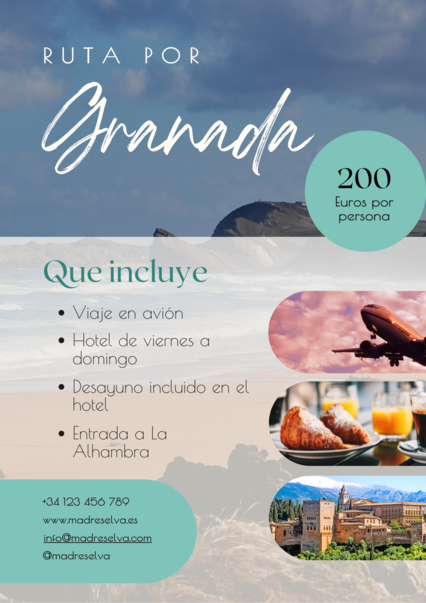 RUTA POR
Granada
200
Euros por
persona
Que incluye
• Viaje en avión
• Hotel de viernes a
domingo
• Desayuno incluido en el
hotel
• Entrada a La
Alhambra
+34 123 456 789
www.madreselva.es
info@madreselva.com
@madreselva